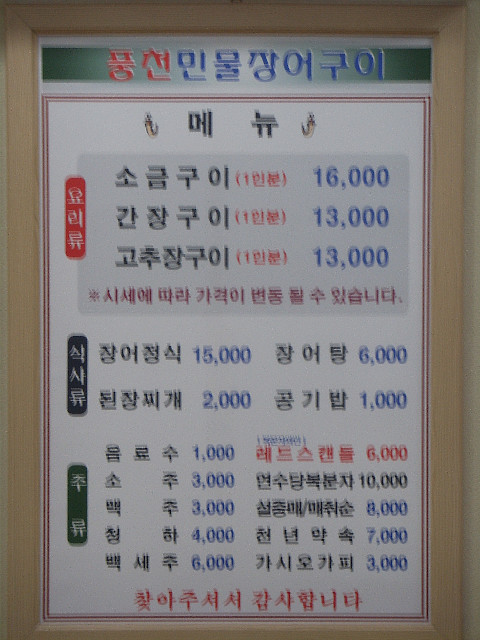 풍천민물장어구이
메 뉴
요리류
소금구이 (1인분) 16,000
간장구이 (1인분) 13,000
고추장구이 (1인분) 13,000
※시세에 따라 가격이 변동 될 수 있습니다.
식사류
장어정식 15,000 장어탕 6,000
된장찌개 2,000 공기밥 1,000
주류
음료수 1,000 레드스캔들 6,000
소주 3,000 면수당복분자 10,000
맥주 3,000 설중매/매취순 8,000
청하 4,000 천년약속 7,000
백세주 6,000 가시오가피 3,000
찾아주셔서 감사합니다